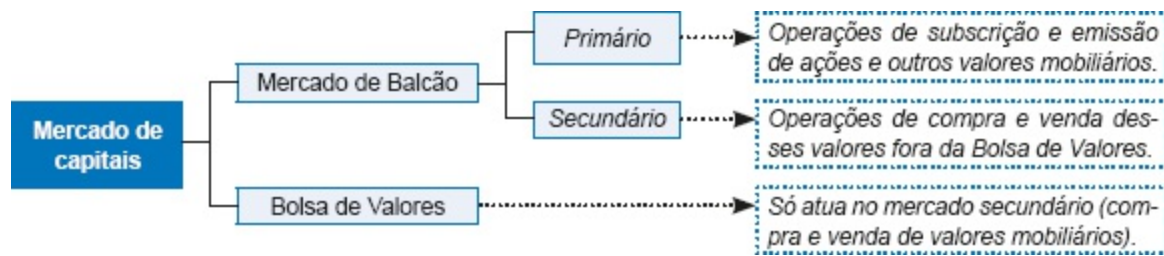 Mercado de
capitais
Mercado de Balcão
Primário
Operações de subscrição e emissão
de ações e outros valores mobiliários.
Secundário
Operações de compra e venda des-
ses valores fora da Bolsa de Valores.
Bolsa de Valores
Só atua no mercado secundário (com-
pra e venda de valores mobiliários).